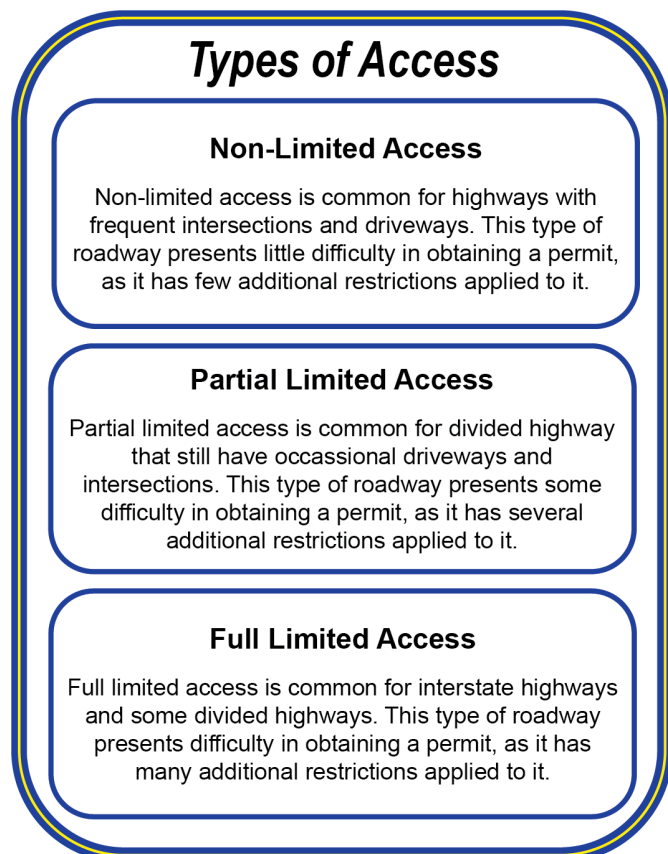 Types of Access
Non-Limited Access
Non-limited access is common for highways with
frequent intersections and driveways. This type of
roadway presents little difficulty in obtaining a permit,
as it has few additional restrictions applied to it.
Partial Limited Access
Partial limited access is common for divided highway
that still have occassional driveways and
intersections. This type of roadway presents some
difficulty in obtaining a permit, as it has several
additional restrictions applied to it.
Full Limited Access
Full limited access is common for interstate highways
and some divided highways. This type of roadway
presents difficulty in obtaining a permit, as it has
many additional restrictions applied to it.